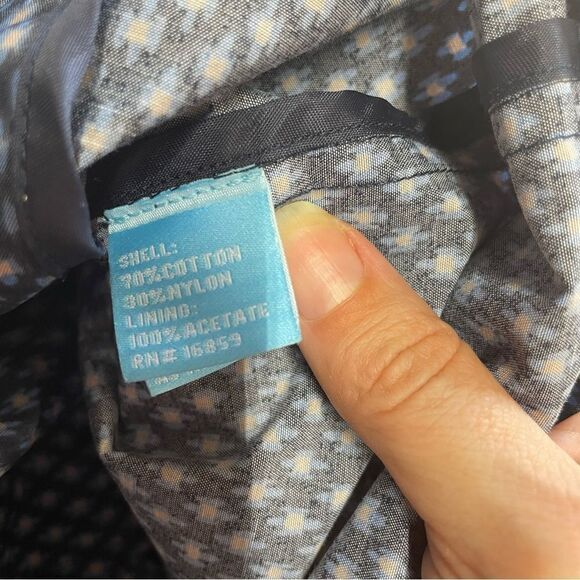 SHELL:
70%COTTON
30%NYLON
LINING:
100%ACETATE
RN# 16859